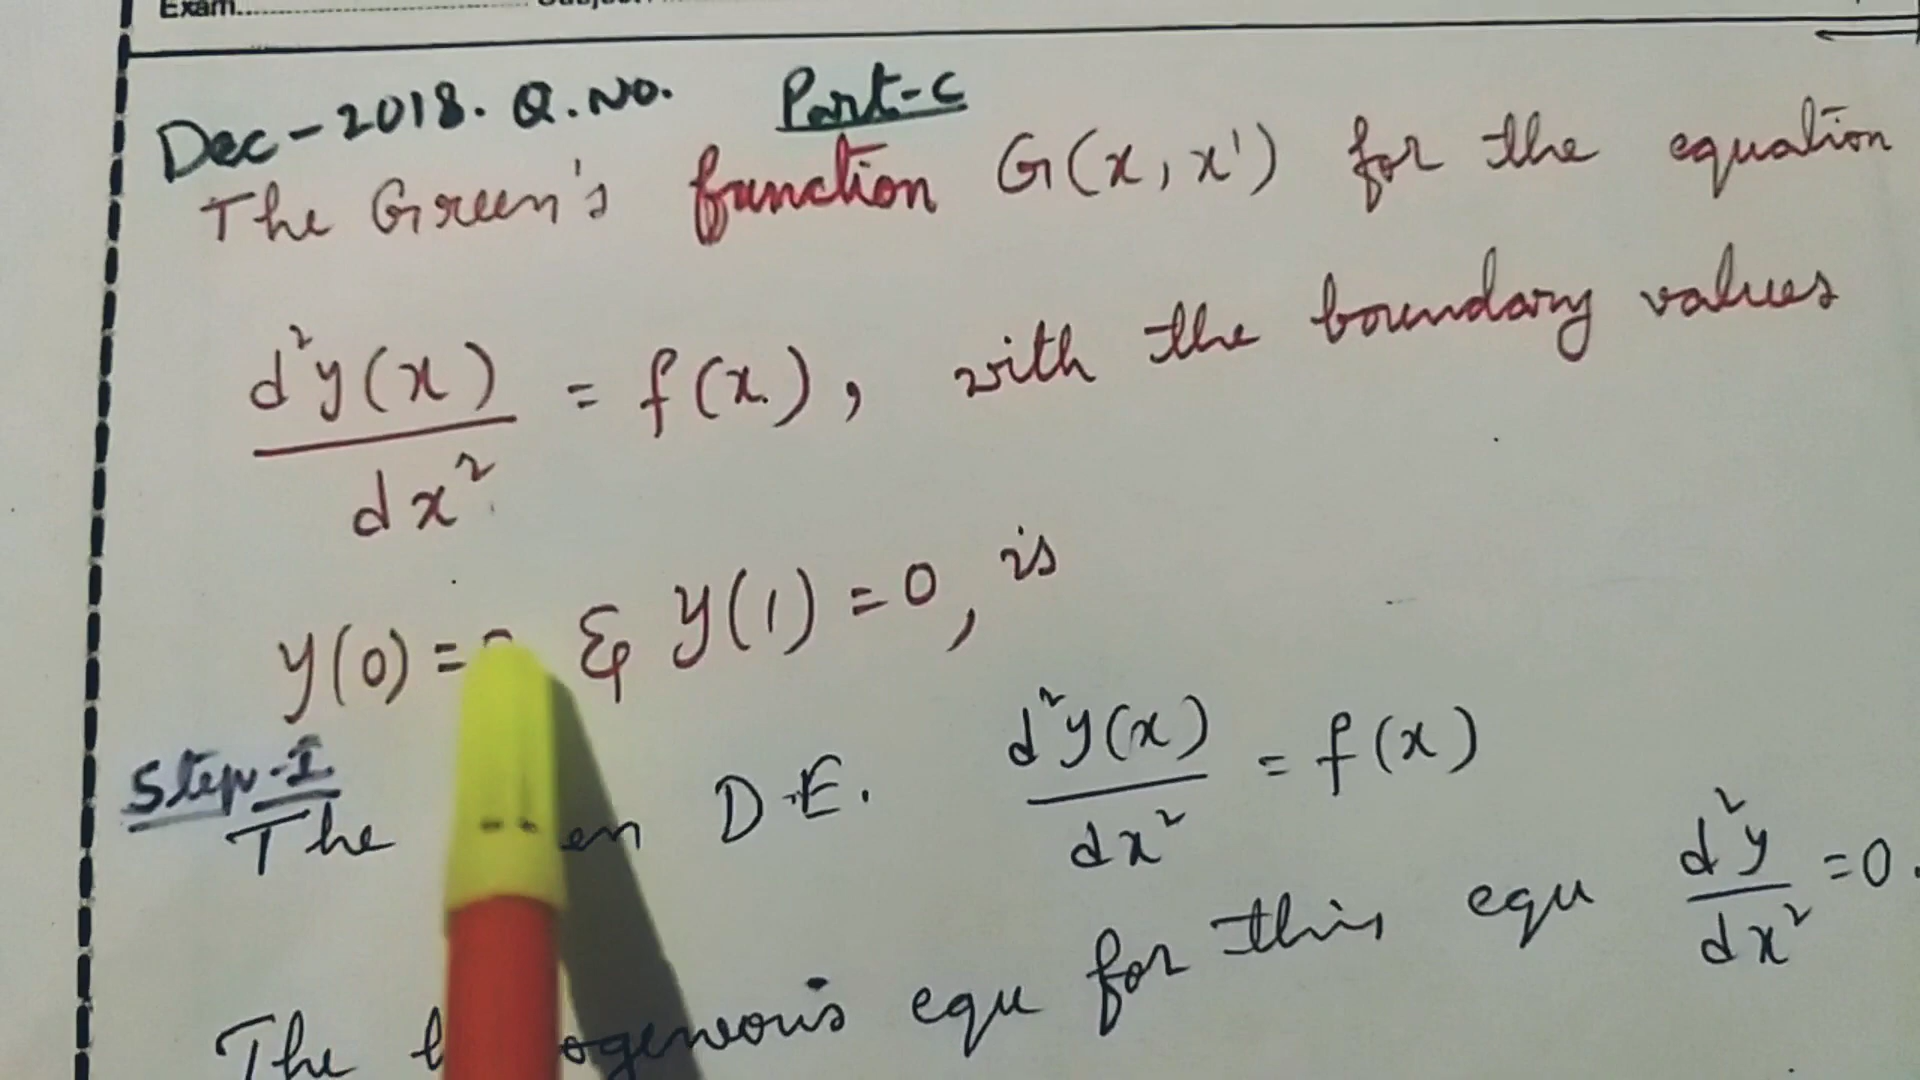 Exam..............................
Dec-2018. Q.No. Part-C
The Green's function G(x, x') for the equation
d²y(x)/dx² = f(x), with the boundary values
y(0)= & y(1)=0, is
Step-I
The D.E. d²y(x)/dx² = f(x)
The equ for this equ d²y/dx² =0.